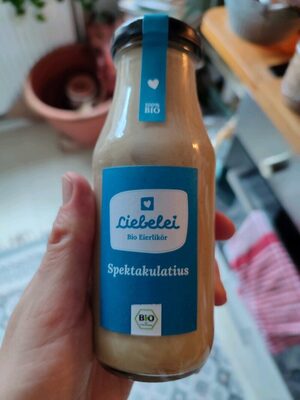 100%
BIO
Liebelei
Bio Eierlikör
Spektakulatius
Bio